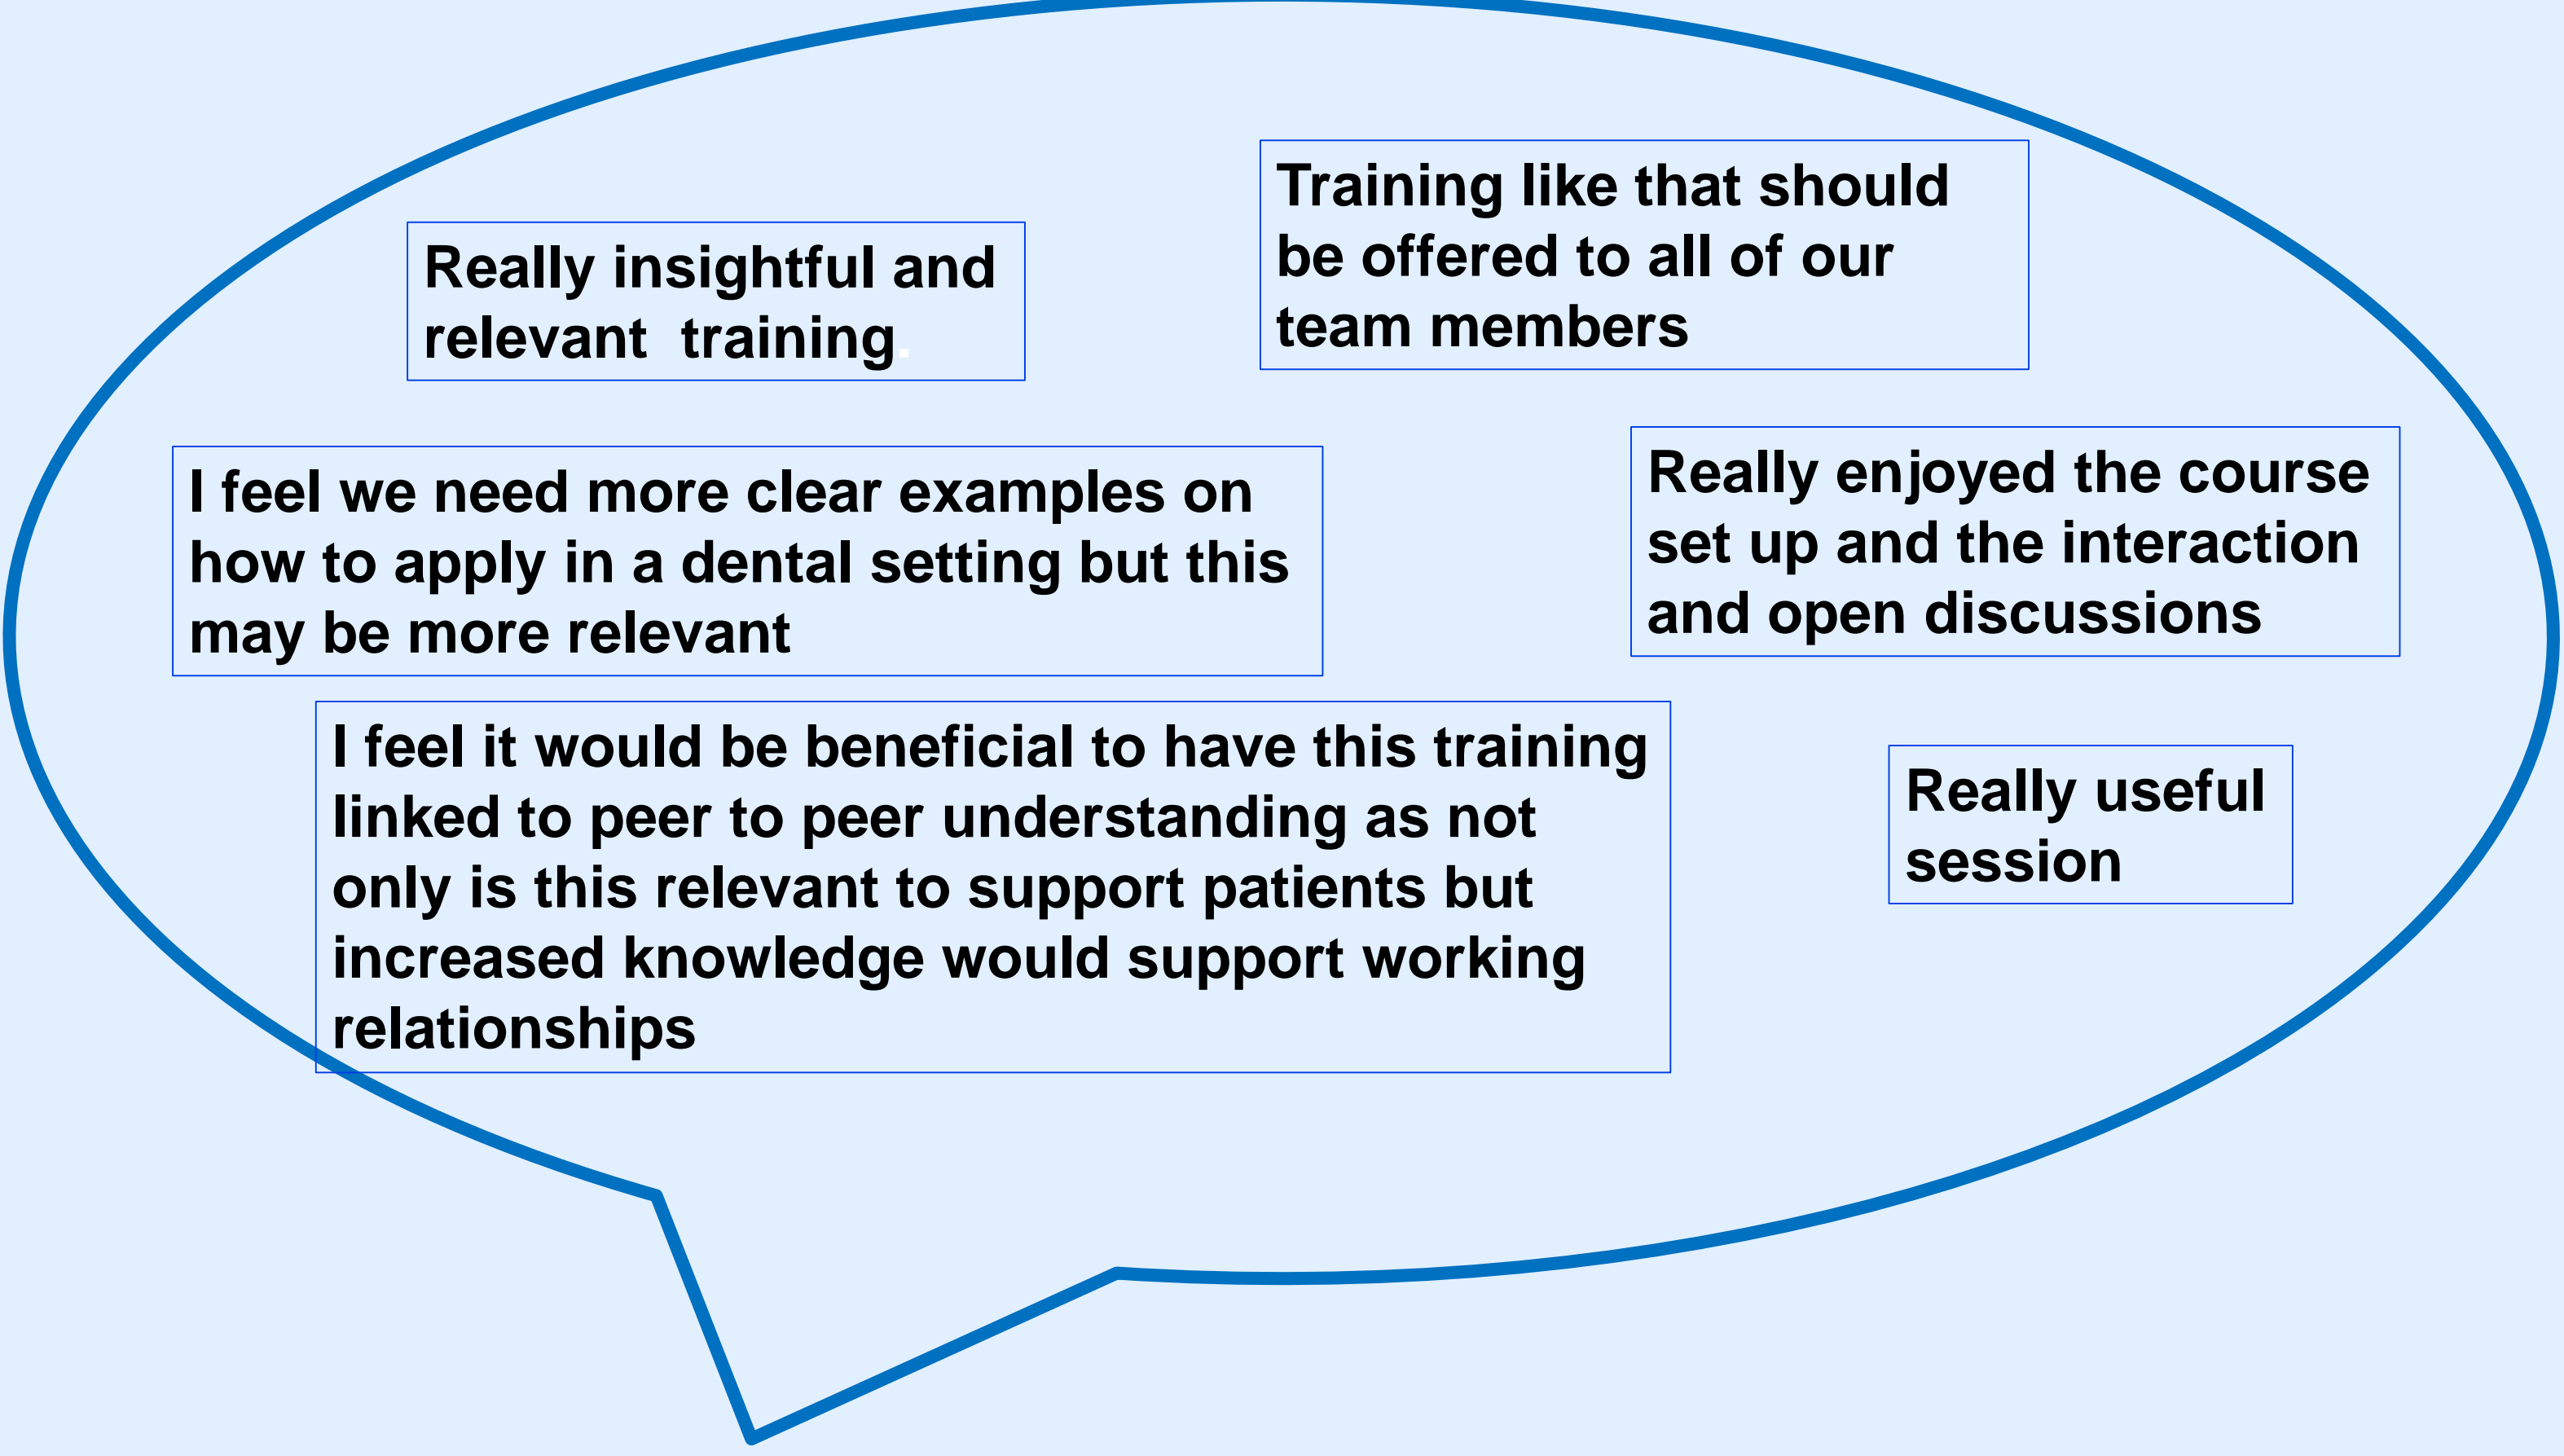 Really insightful and
relevant  training.
Training like that should
be offered to all of our
team members
I feel we need more clear examples on
how to apply in a dental setting but this
may be more relevant
Really enjoyed the course
set up and the interaction
and open discussions
I feel it would be beneficial to have this training
linked to peer to peer understanding as not
only is this relevant to support patients but
increased knowledge would support working
relationships
Really useful
session